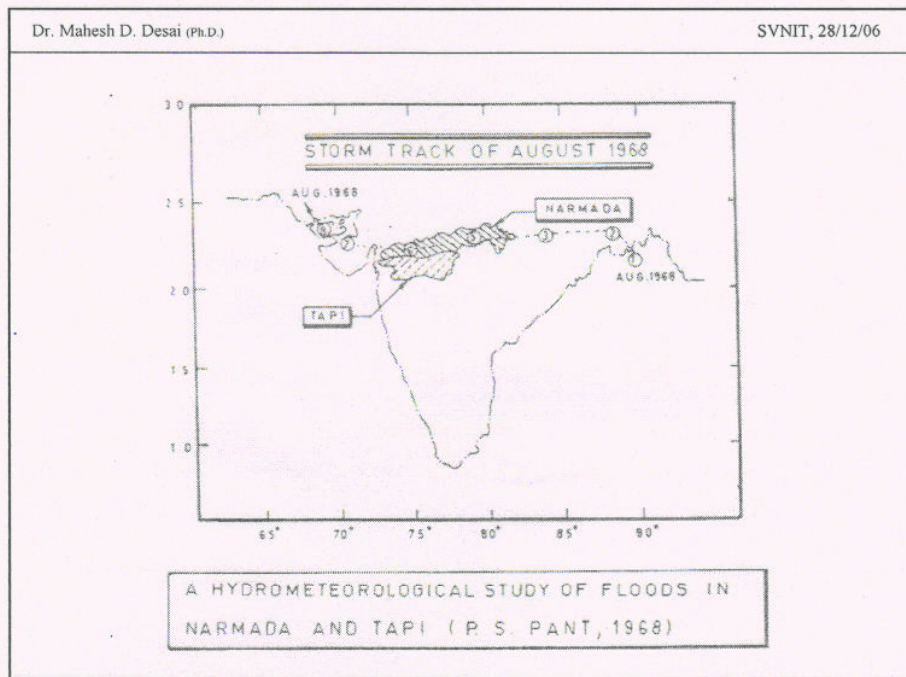 Dr. Mahesh D. Desai (Ph.D.) SVNIT, 28/12/06
30
STORM TRACK OF AUGUST 1968
AUG. 1968
25
NARMADA
AUG. 1968
20
TAPI
15
10
65° 70° 75° 80° 85° 90°
A HYDROMETEOROLOGICAL STUDY OF FLOODS IN
NARMADA AND TAPI (P. S. PANT, 1968)